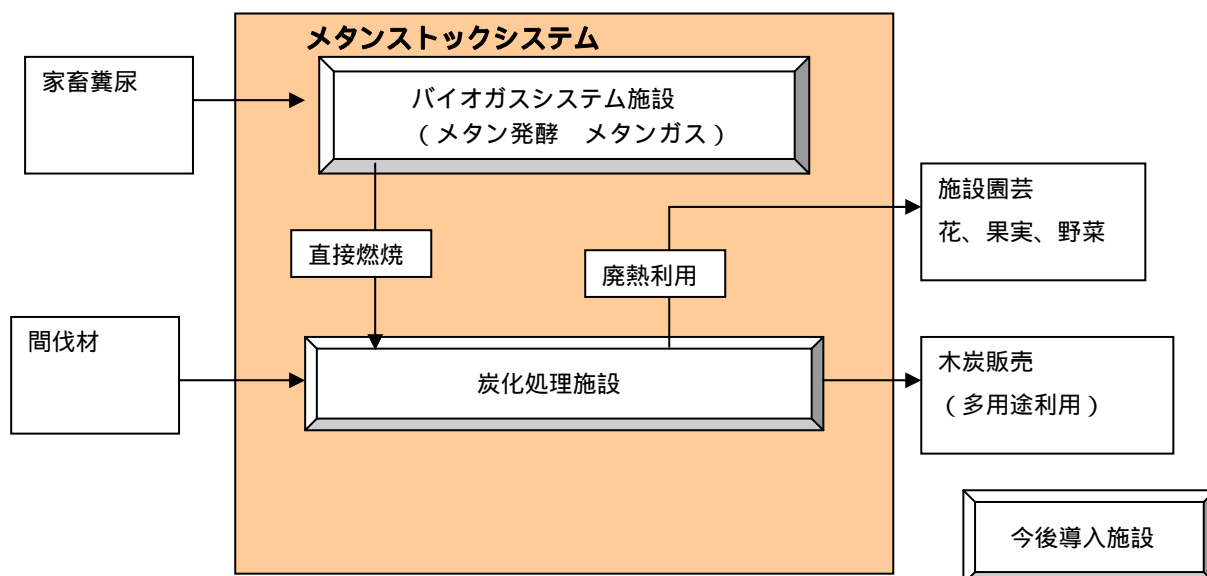 メタンストックシステム
家畜糞尿
バイオガスシステム施設
(メタン発酵　メタンガス)
直接燃焼
廃熱利用
施設園芸
花、果実、野菜
間伐材
炭化処理施設
木炭販売
(多用途利用)
今後導入施設